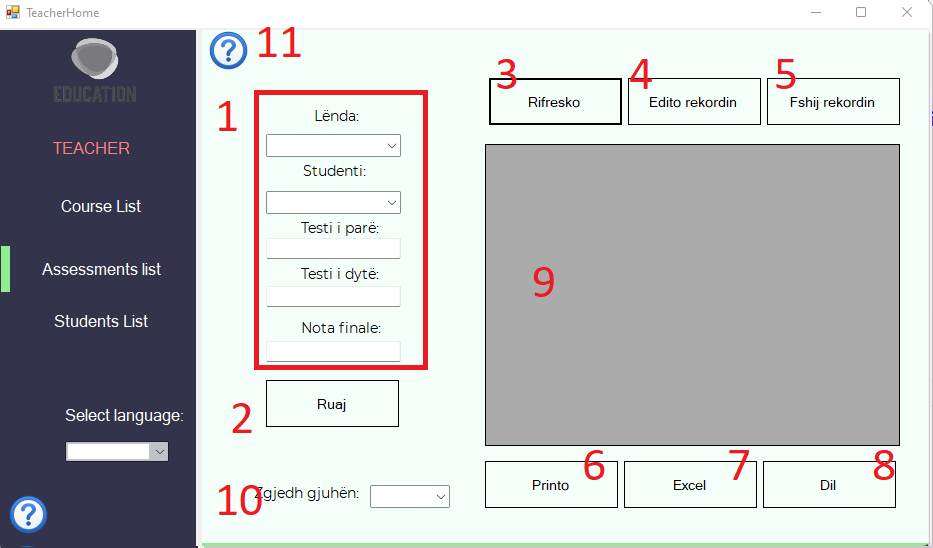 TeacherHome
EDUCATION
TEACHER
Course List
Assessments list
Students List
Select language:
11
1
Lënda:
Studenti:
Testi i parë:
Testi i dytë:
Nota finale:
2
Ruaj
10
Zgjedh gjuhën:
3
Rifresko
4
Edito rekordin
5
Fshij rekordin
9
6
Printo
7
Excel
8
Dil